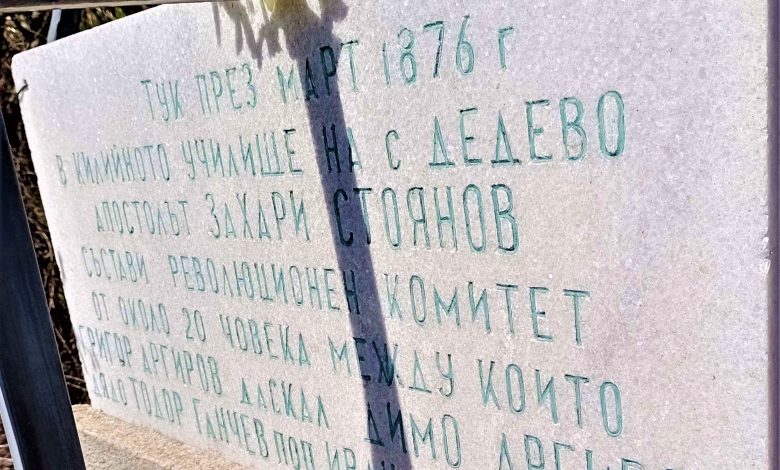 ТУК ПРЕЗ МАРТ 1876 Г
В КИЛИЙНОТО УЧИЛИЩЕ НА С ДЕДЕВО
АПОСТОЛЪТ ЗАХАРИ СТОЯНОВ
СЪСТАВИ РЕВОЛЮЦИОНЕН КОМИТЕТ
ОТ ОКОЛО 20 ЧОВЕКА МЕЖДУ КОИТО
ГРИГОР АРГИРОВ ДАСКАЛ ДИМО
ТОДОР ГАНЧЕВ ПОП